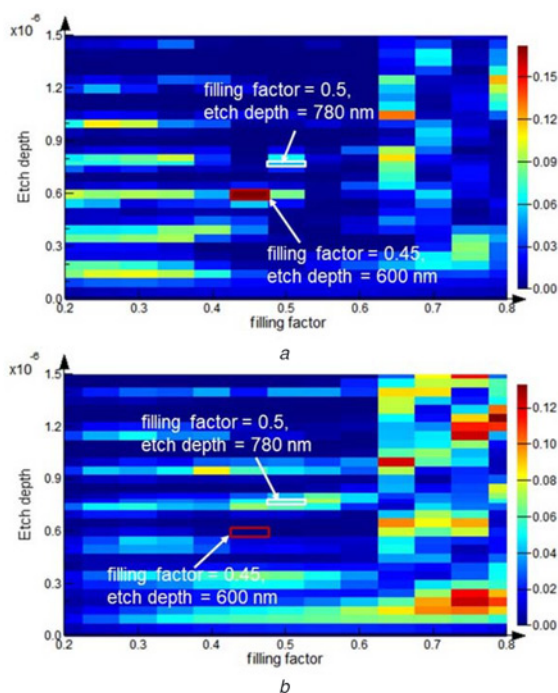 x10⁻⁶
1.5
1.2
0.9
0.6
0.3
0.0
Etch depth
filling factor = 0.5,
etch depth = 780 nm
filling factor = 0.45,
etch depth = 600 nm
0.15
0.10
0.05
0.00
0.2 0.3 0.4 0.5 0.6 0.7 0.8
filling factor
a
x10⁻⁶
1.5
1.2
0.9
0.6
0.3
0.0
Etch depth
filling factor = 0.5,
etch depth = 780 nm
filling factor = 0.45,
etch depth = 600 nm
0.12
0.10
0.08
0.06
0.04
0.02
0.00
0.2 0.3 0.4 0.5 0.6 0.7 0.8
filling factor
b